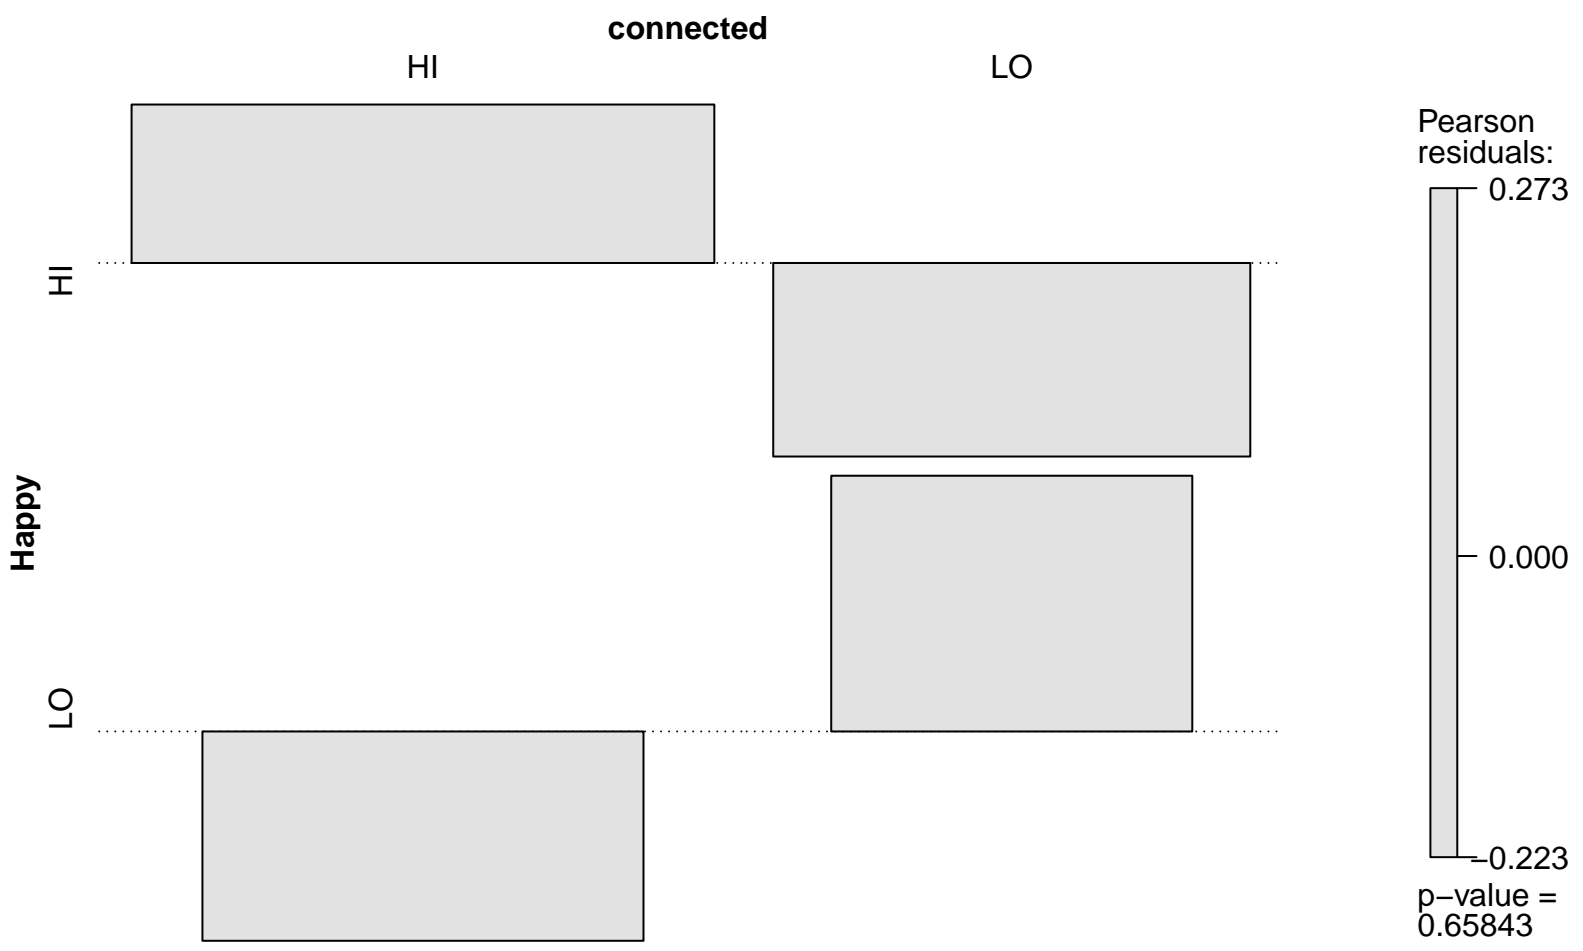 connected
HI
LO
Happy
HI
LO
Pearson
residuals:
0.273
0.000
−0.223
p−value =
0.65843